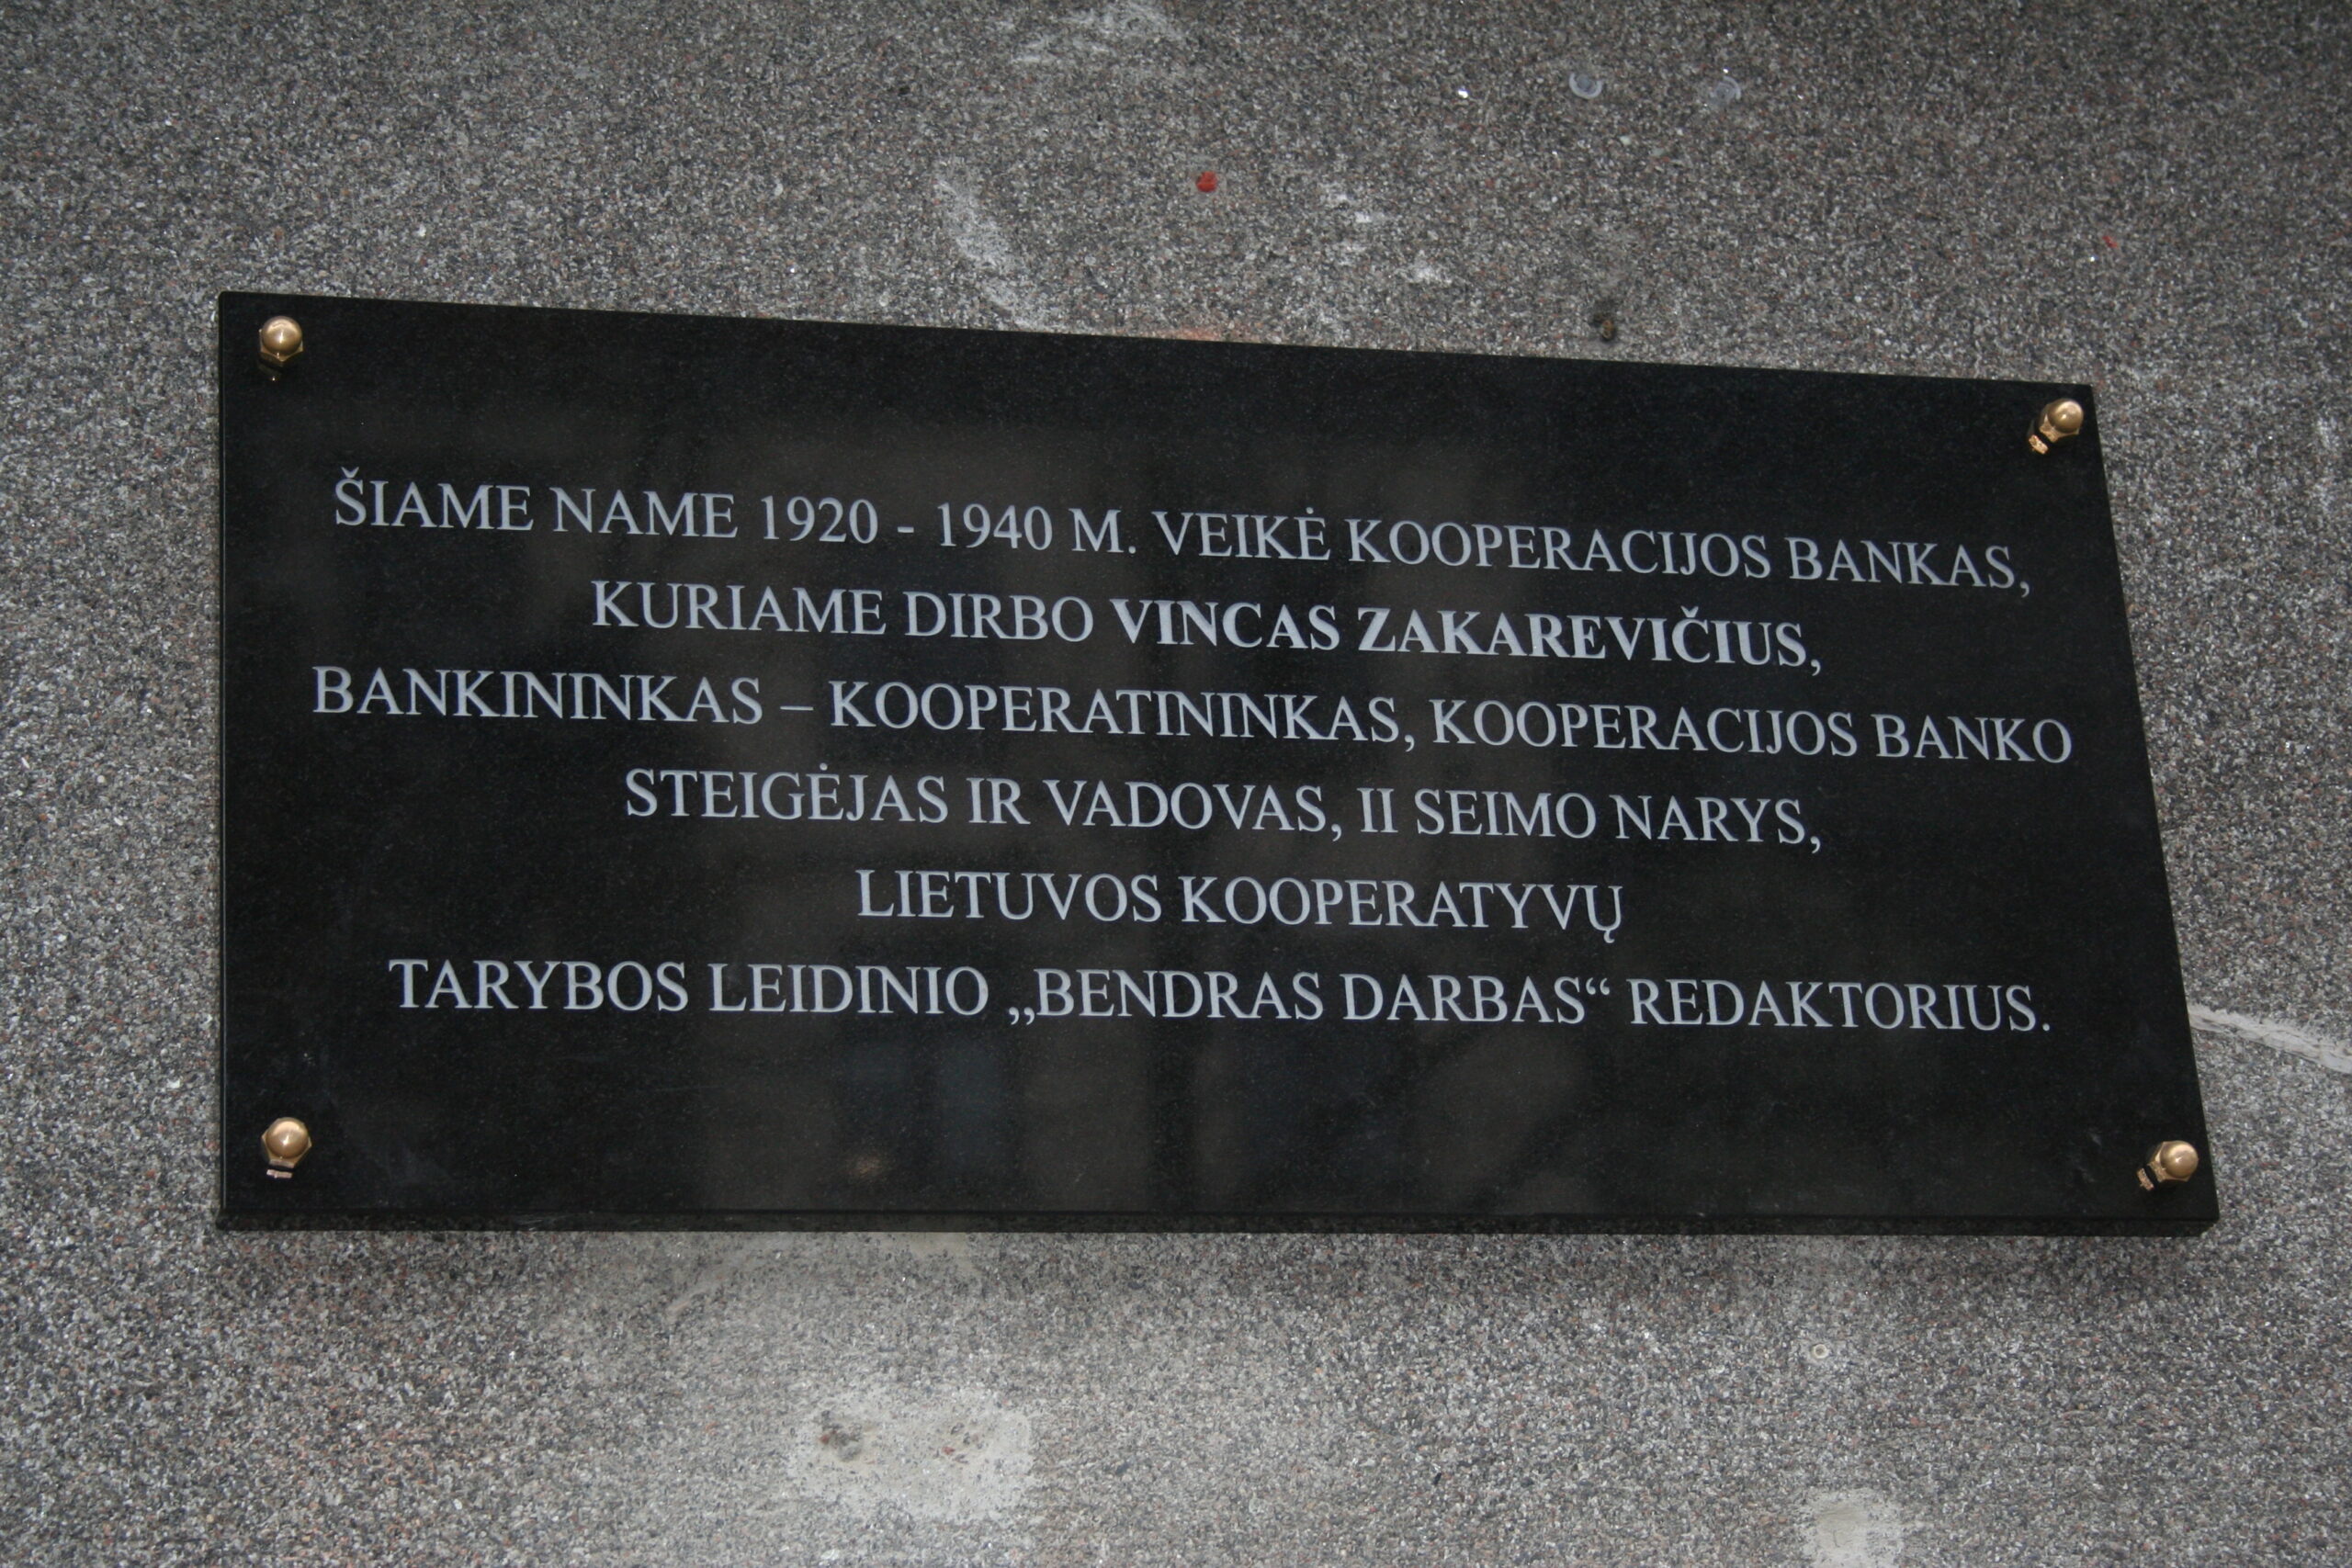 ŠIAME NAME 1920 - 1940 M. VEIKĖ KOOPERACIJOS BANKAS,
KURIAME DIRBO VINCAS ZAKAREVIČIUS,
BANKININKAS – KOOPERATININKAS, KOOPERACIJOS BANKO
STEIGĖJAS IR VADOVAS, II SEIMO NARYS,
LIETUVOS KOOPERATYVŲ
TARYBOS LEIDINIO „BENDRAS DARBAS“ REDAKTORIUS.